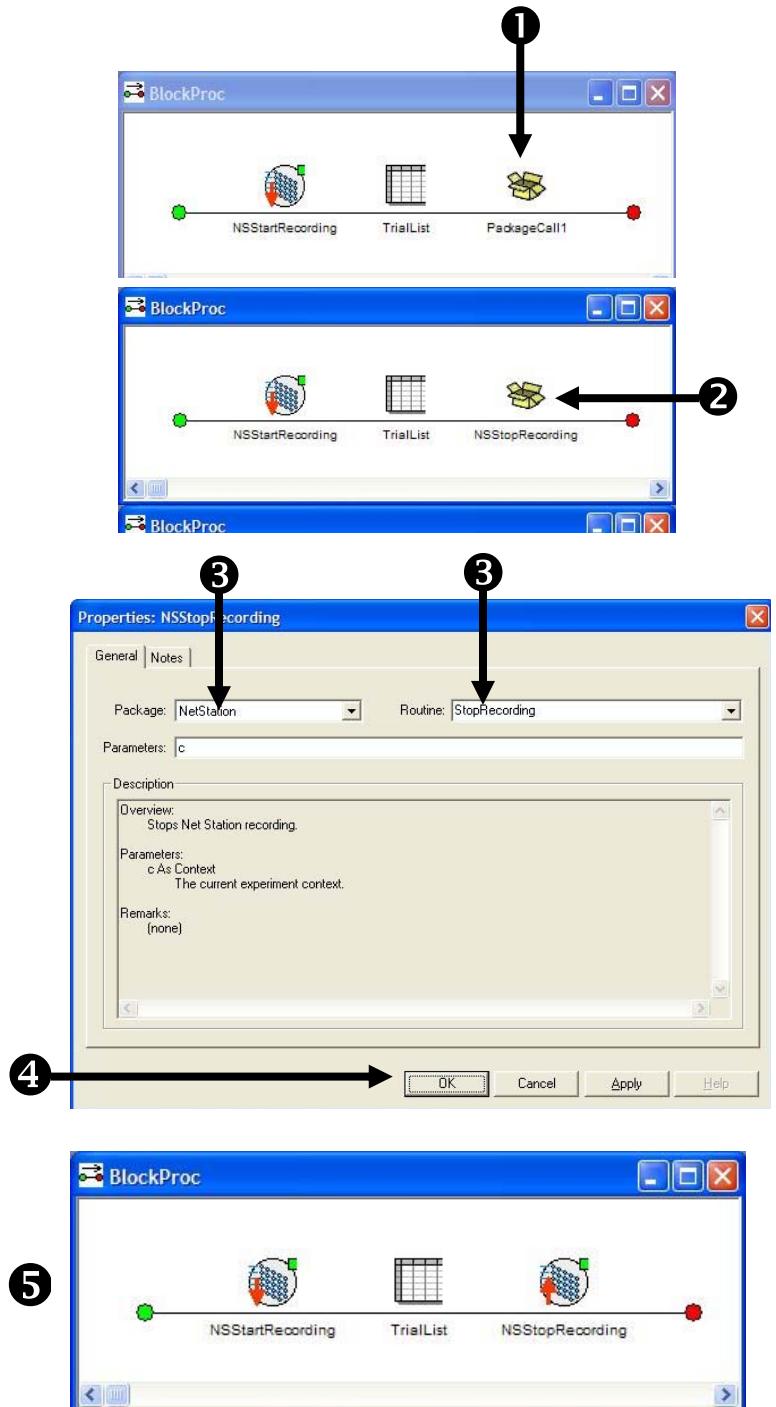 1
BlockProc
NSStartRecording TrialList PackageCall1
BlockProc
2
NSStartRecording TrialList NSStopRecording
BlockProc
3 3
Properties: NSStopRecording
General Notes
Package: NetStation Routine: StopRecording
Parameters: c
Description
Overview:
Stops Net Station recording.
Parameters:
c As Context
The current experiment context.
Remarks:
(none)
4
OK Cancel Apply Help
BlockProc
5
NSStartRecording TrialList NSStopRecording